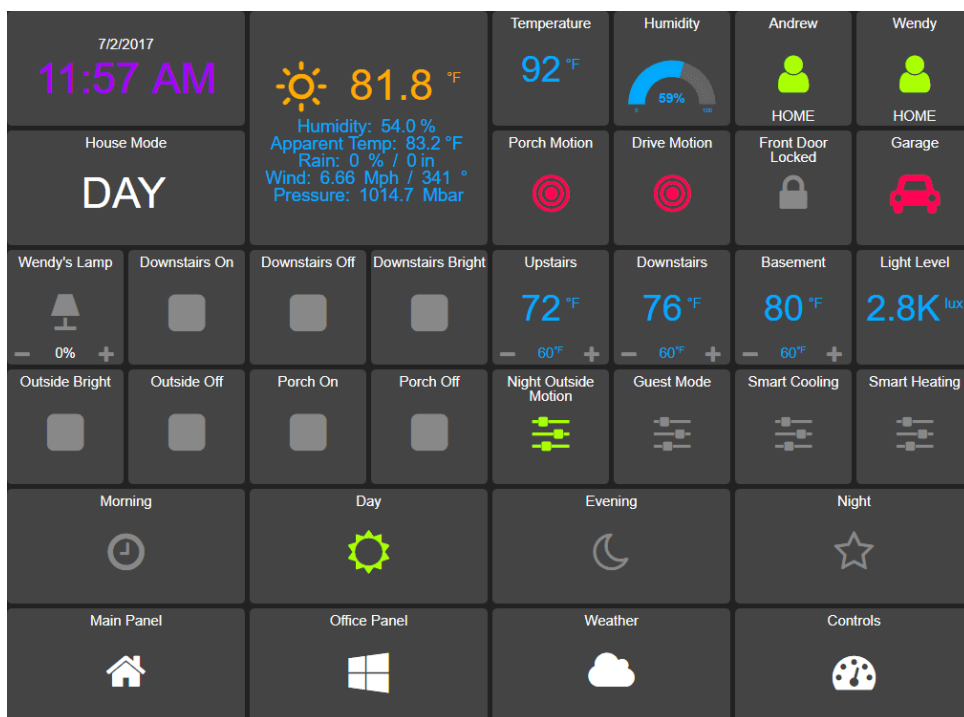 7/2/2017
11:57 AM
81.8 °F
Humidity: 54.0 %
Apparent Temp: 83.2 °F
Rain: 0 % / 0 in
Wind: 6.66 Mph / 341 °
Pressure: 1014.7 Mbar
Temperature
92 °F
Humidity
59%
0 100
Andrew
HOME
Wendy
HOME
House Mode
DAY
Porch Motion
Drive Motion
Front Door
Locked
Garage
Wendy's Lamp
— 0% +
Downstairs On
Downstairs Off
Downstairs Bright
Upstairs
72 °F
— 60°F +
Downstairs
76 °F
— 60°F +
Basement
80 °F
— 60°F +
Light Level
2.8K lux
Outside Bright
Outside Off
Porch On
Porch Off
Night Outside
Motion
Guest Mode
Smart Cooling
Smart Heating
Morning
Day
Evening
Night
Main Panel
Office Panel
Weather
Controls